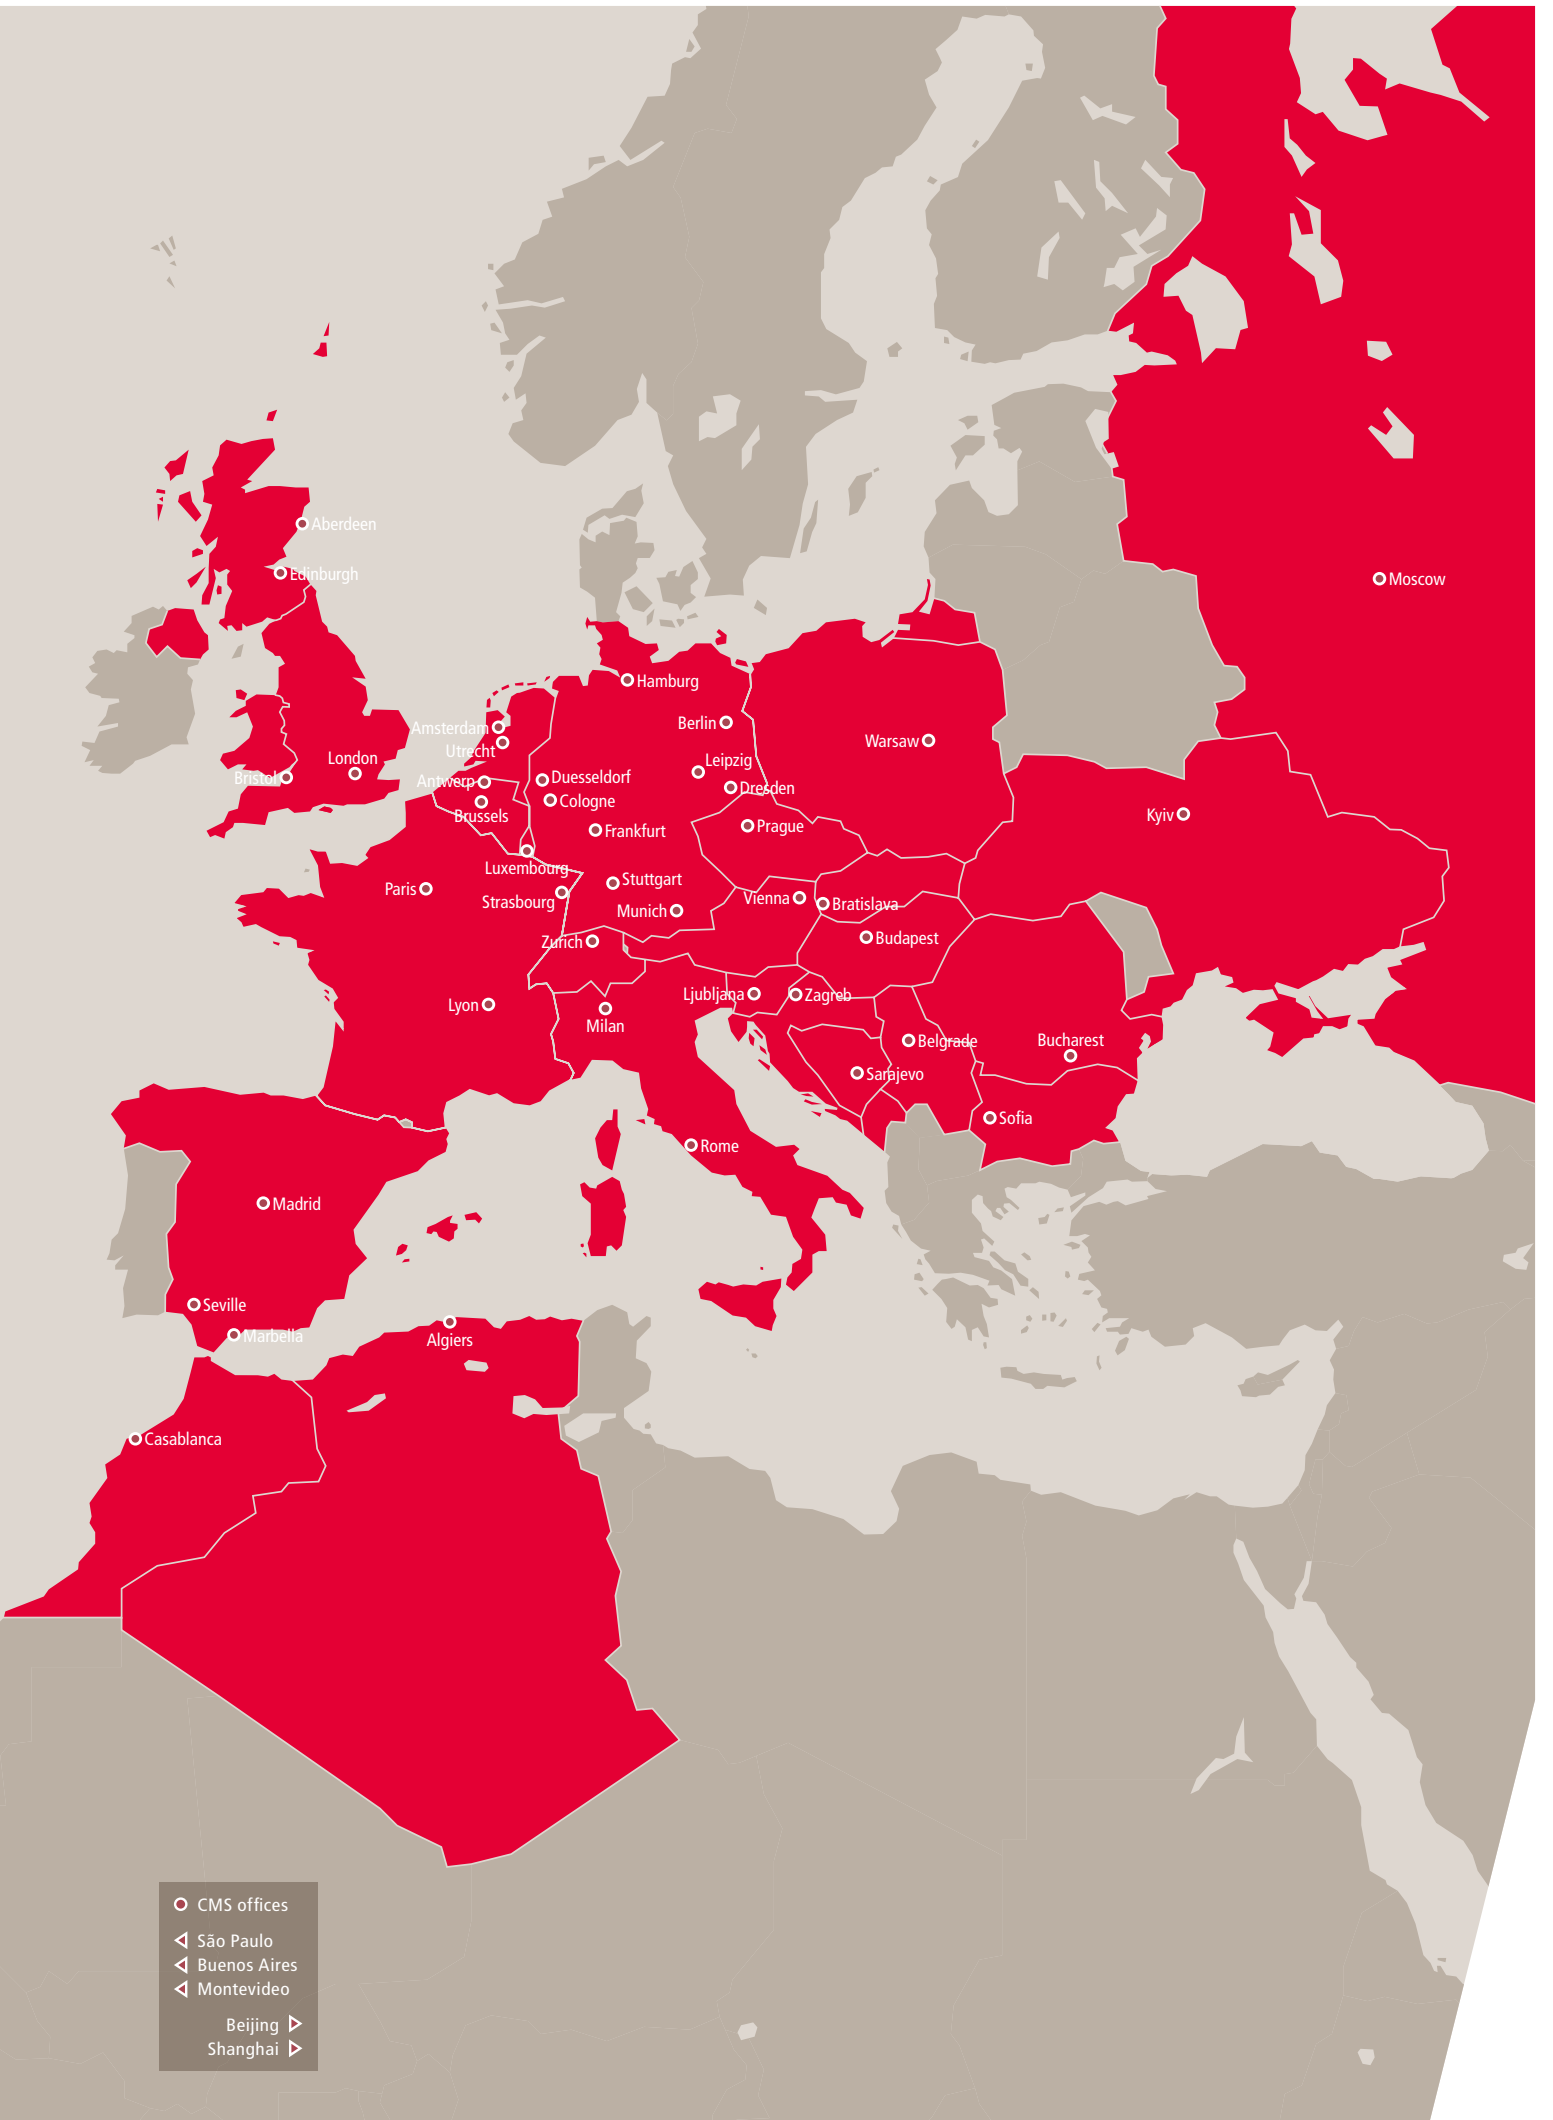 Aberdeen
Edinburgh
Moscow
Hamburg
Berlin
Amsterdam
Utrecht
Warsaw
London
Bristol
Leipzig
Antwerp
Duesseldorf
Dresden
Cologne
Brussels
Kyiv
Frankfurt
Prague
Luxembourg
Paris
Stuttgart
Strasbourg
Vienna
Bratislava
Munich
Zurich
Budapest
Ljubljana
Zagreb
Lyon
Milan
Belgrade
Bucharest
Sarajevo
Sofia
Rome
Madrid
Seville
Marbella
Algiers
Casablanca
CMS offices
São Paulo
Buenos Aires
Montevideo
Beijing
Shanghai